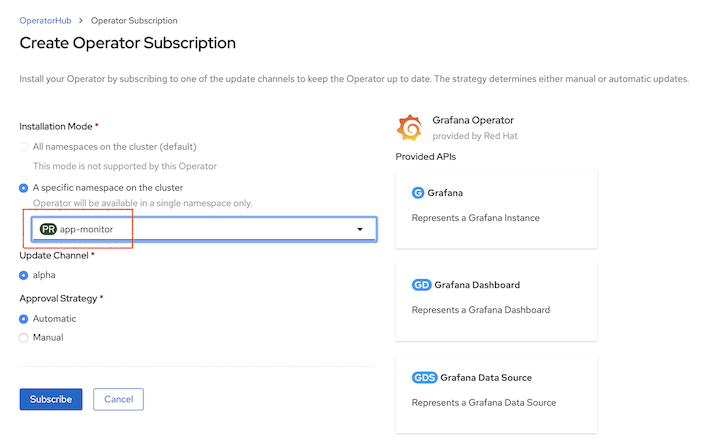 OperatorHub > Operator Subscription
Create Operator Subscription
Install your Operator by subscribing to one of the update channels to keep the Operator up to date. The strategy determines either manual or automatic updates.
Installation Mode *
All namespaces on the cluster (default)
This mode is not supported by this Operator
A specific namespace on the cluster
Operator will be available in a single namespace only.
PR app-monitor
Update Channel *
alpha
Approval Strategy *
Automatic
Manual
Subscribe
Cancel
Grafana Operator
provided by Red Hat
Provided APIs
G Grafana
Represents a Grafana Instance
GD Grafana Dashboard
Represents a Grafana Dashboard
GDS Grafana Data Source
Represents a Grafana Data Source